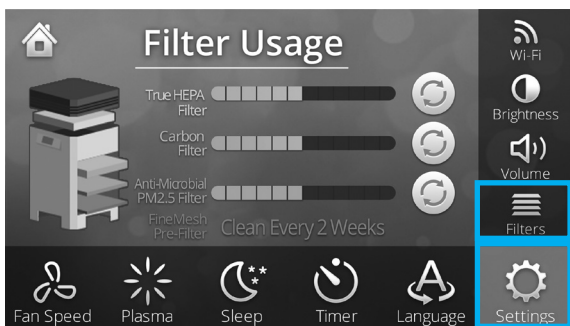 Filter Usage
True HEPA
Filter
Carbon
Filter
Anti-Microbial
PM2.5 Filter
FineMesh
Pre-Filter
Clean Every 2 Weeks
Wi-Fi
Brightness
Volume
Filters
Fan Speed
Plasma
Sleep
Timer
A
Language
Settings